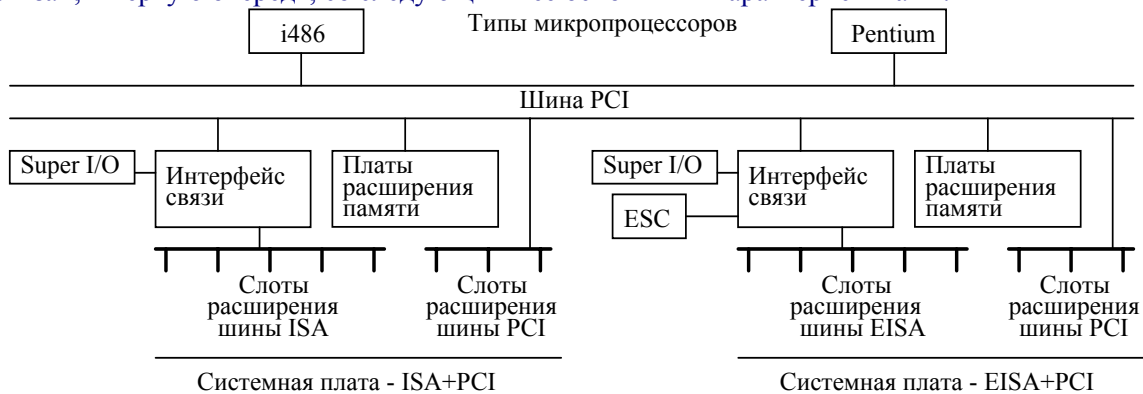 Типы микропроцессоров
i486
Pentium
Шина PCI
Super I/O
Интерфейс
связи
Платы
расширения
памяти
Super I/O
ESC
Интерфейс
связи
Платы
расширения
памяти
Слоты
расширения
шины ISA
Слоты
расширения
шины PCI
Слоты
расширения
шины EISA
Слоты
расширения
шины PCI
Системная плата - ISA+PCI
Системная плата - EISA+PCI